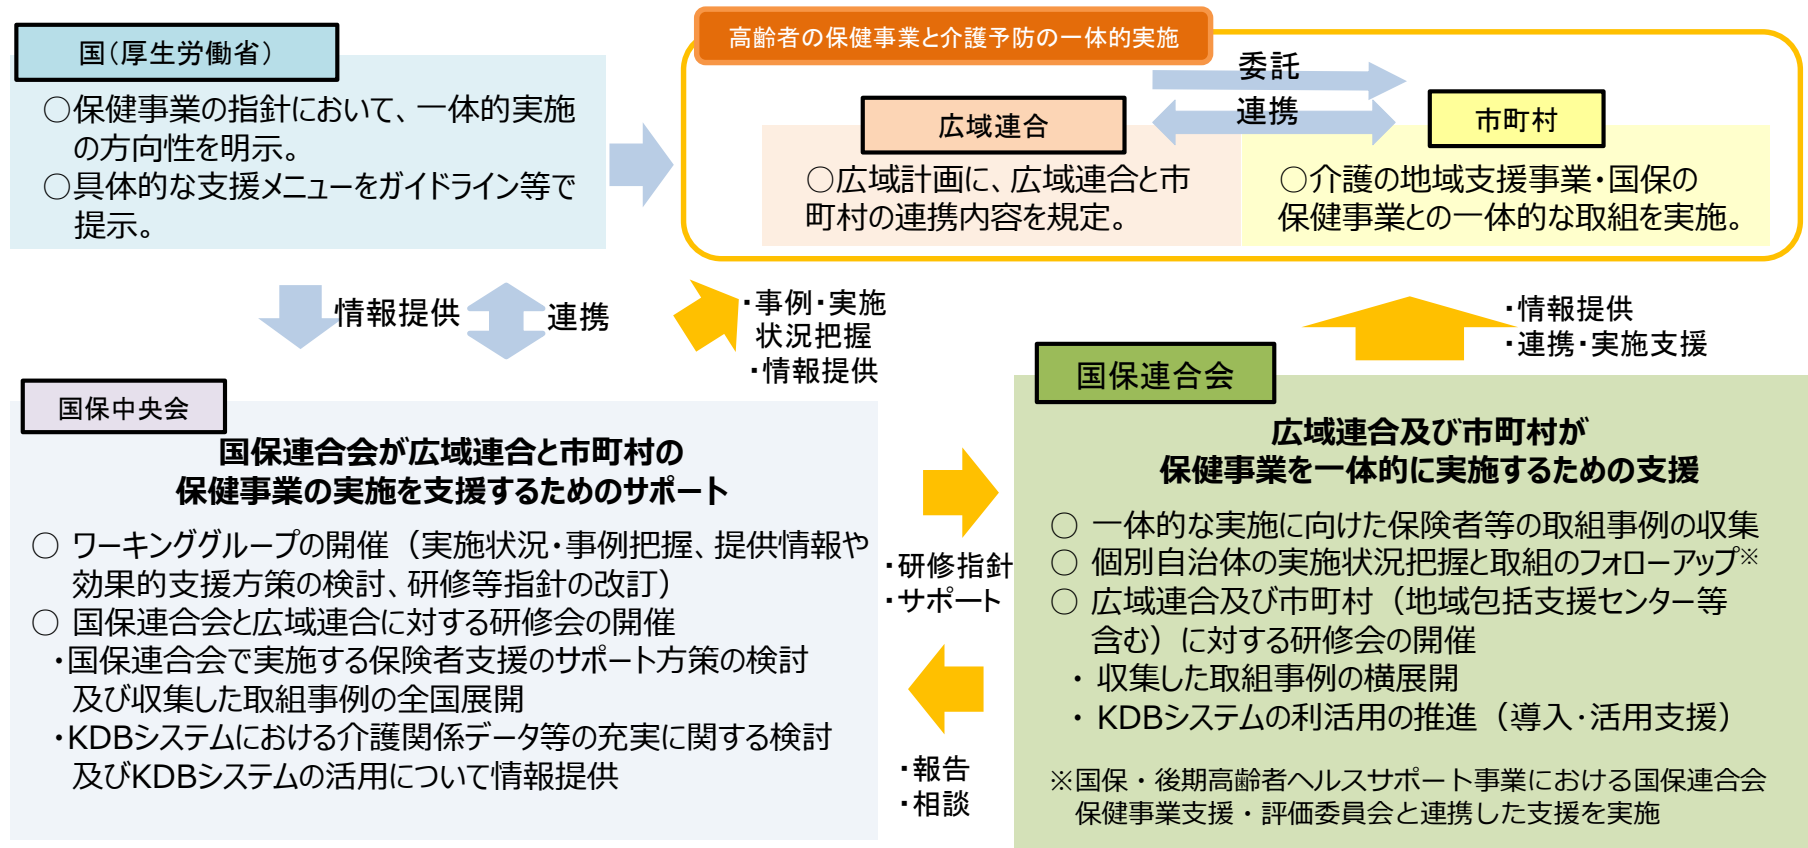 国(厚生労働省)
○保健事業の指針において、一体的実施
の方向性を明示。
○具体的な支援メニューをガイドライン等で
提示。
高齢者の保健事業と介護予防の一体的実施
委託
連携
広域連合
○広域計画に、広域連合と市
町村の連携内容を規定。
市町村
○介護の地域支援事業・国保の
保健事業との一体的な取組を実施。
情報提供
連携
・事例・実施
状況把握
・情報提供
・情報提供
・連携・実施支援
国保中央会
国保連合会が広域連合と市町村の
保健事業の実施を支援するためのサポート
○ ワーキンググループの開催（実施状況・事例把握、提供情報や
効果的支援方策の検討、研修等指針の改訂）
○ 国保連合会と広域連合に対する研修会の開催
・国保連合会で実施する保険者支援のサポート方策の検討
及び収集した取組事例の全国展開
・KDBシステムにおける介護関係データ等の充実に関する検討
及びKDBシステムの活用について情報提供
・研修指針
・サポート
・報告
・相談
国保連合会
広域連合及び市町村が
保健事業を一体的に実施するための支援
○ 一体的な実施に向けた保険者等の取組事例の収集
○ 個別自治体の実施状況把握と取組のフォローアップ※
○ 広域連合及び市町村（地域包括支援センター等
含む）に対する研修会の開催
・ 収集した取組事例の横展開
・ KDBシステムの利活用の推進（導入・活用支援）
※国保・後期高齢者ヘルスサポート事業における国保連合会
保健事業支援・評価委員会と連携した支援を実施